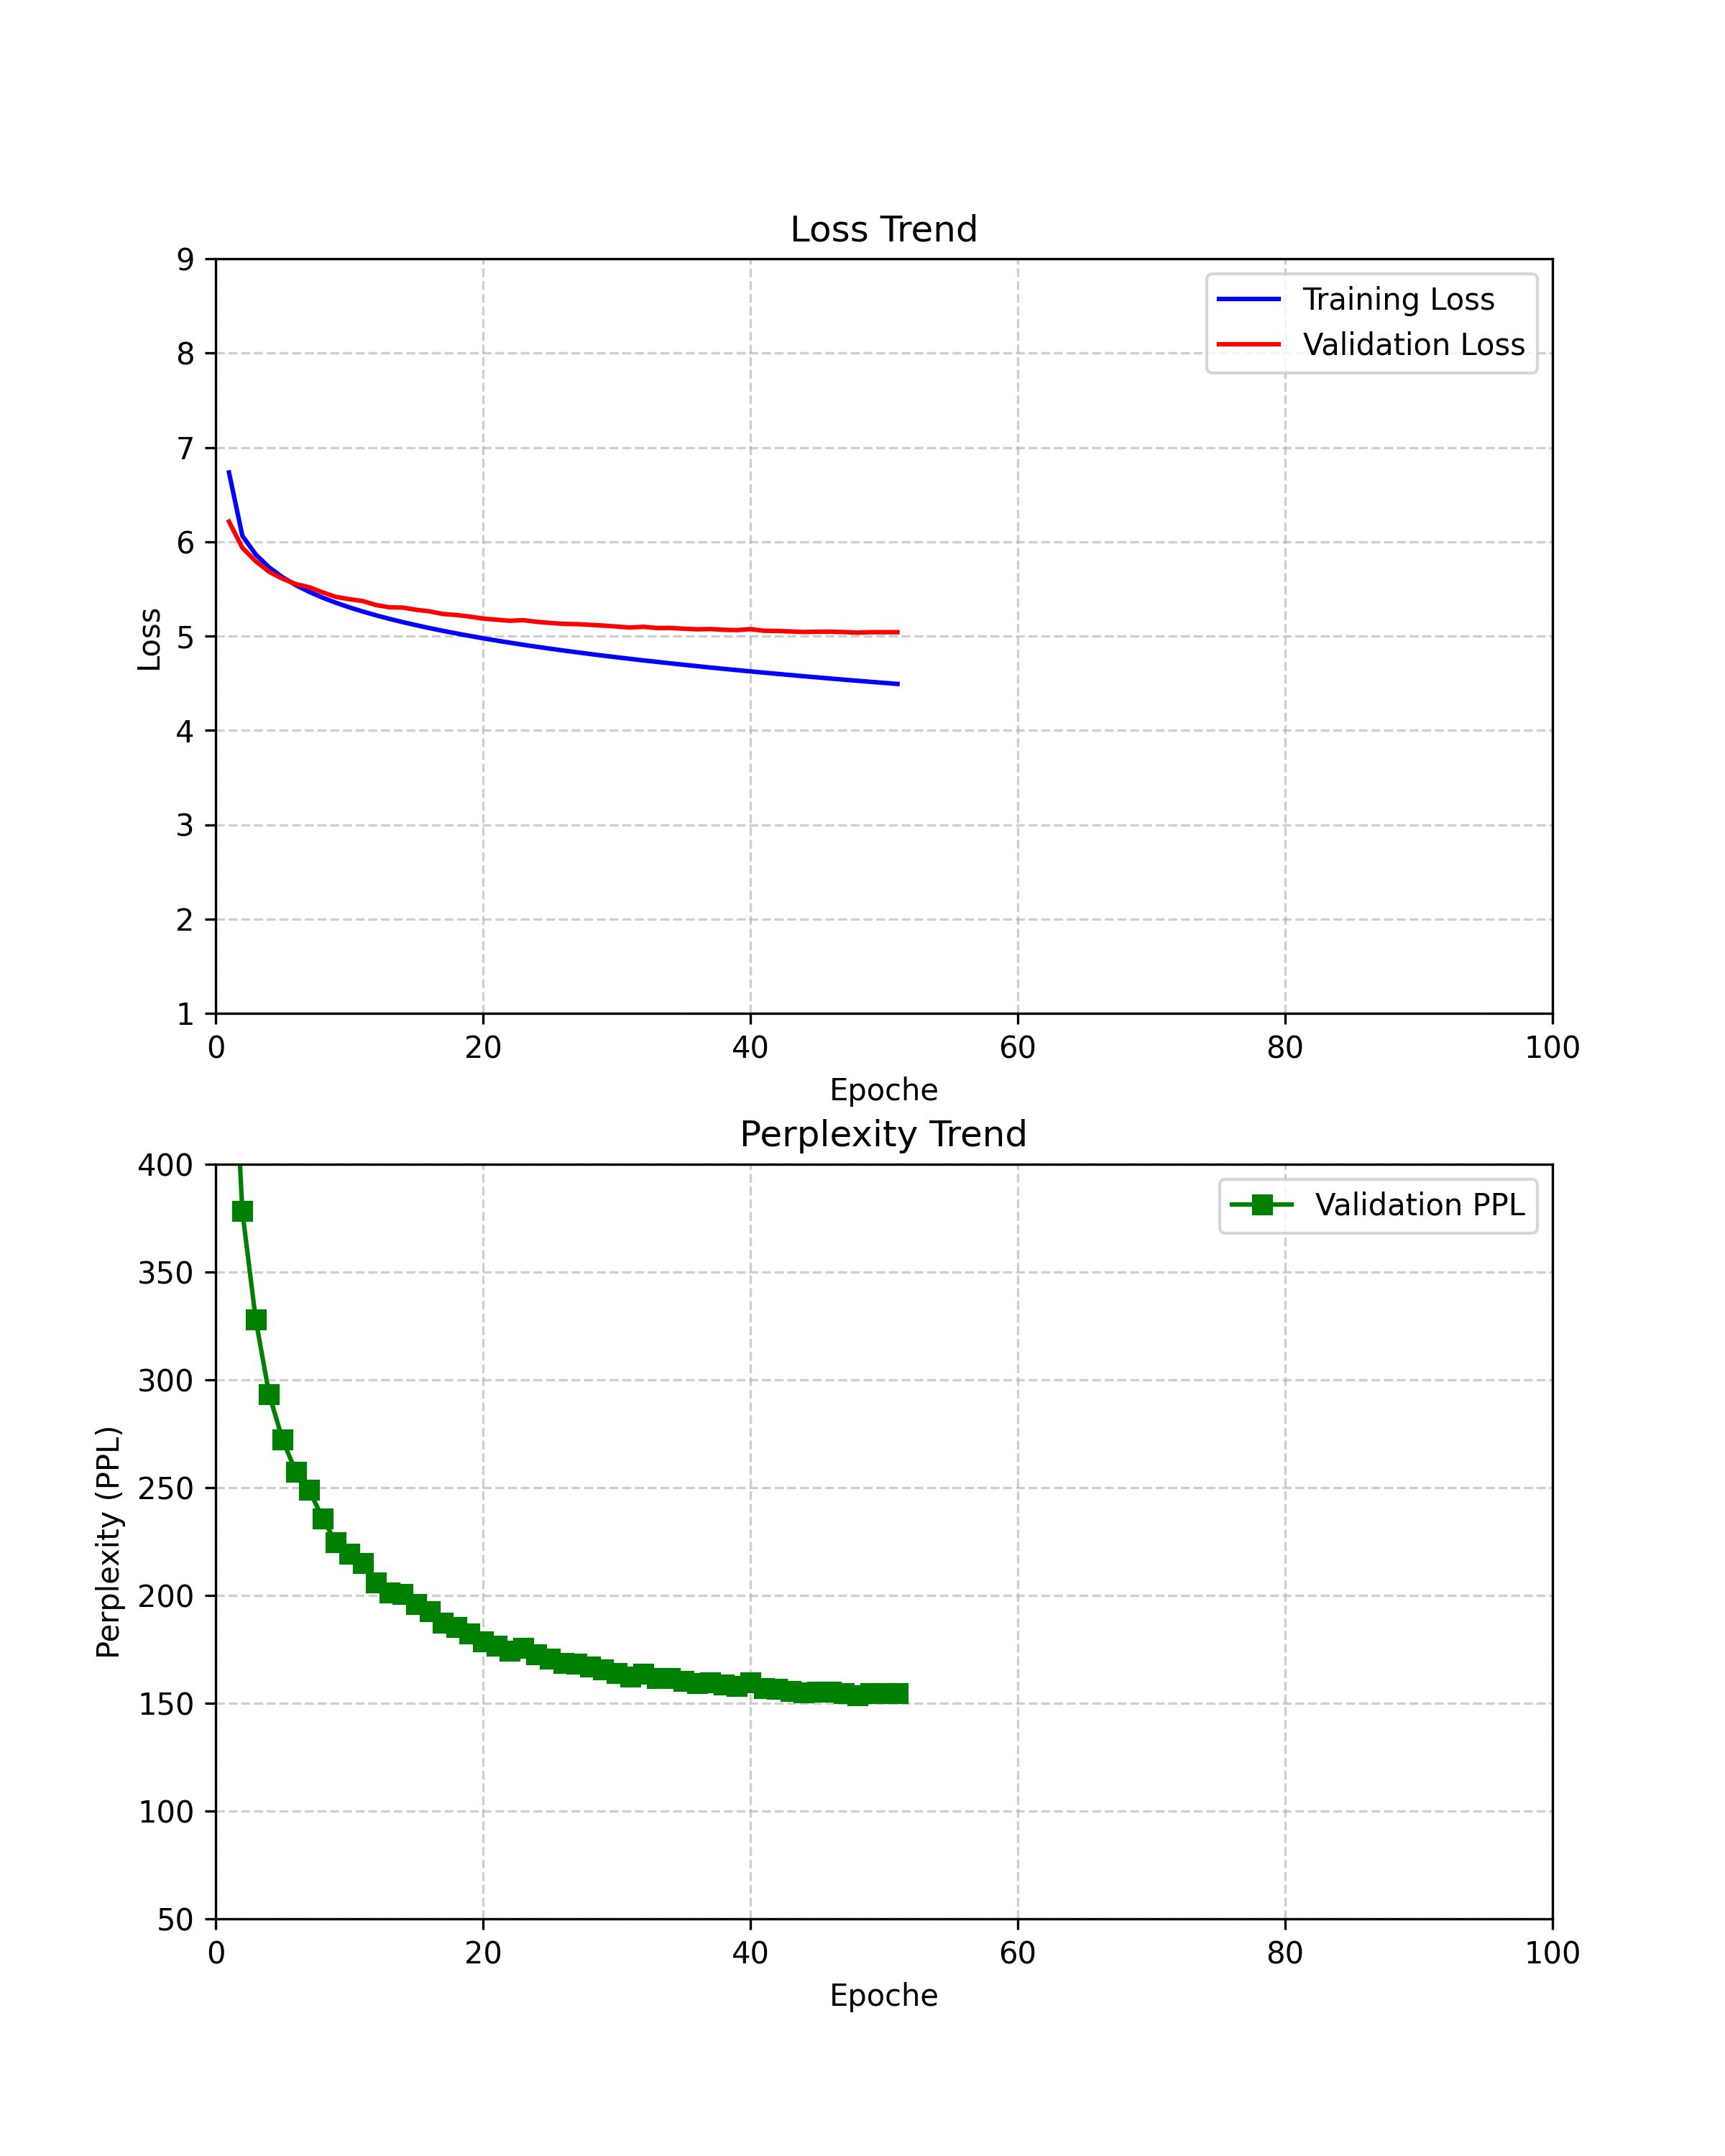 Loss Trend
9
8
7
6
5
4
3
2
1
Loss
Training Loss
Validation Loss
0 20 40 60 80 100
Epoche
Perplexity Trend
400
350
300
250
200
150
100
50
Perplexity (PPL)
Validation PPL
0 20 40 60 80 100
Epoche